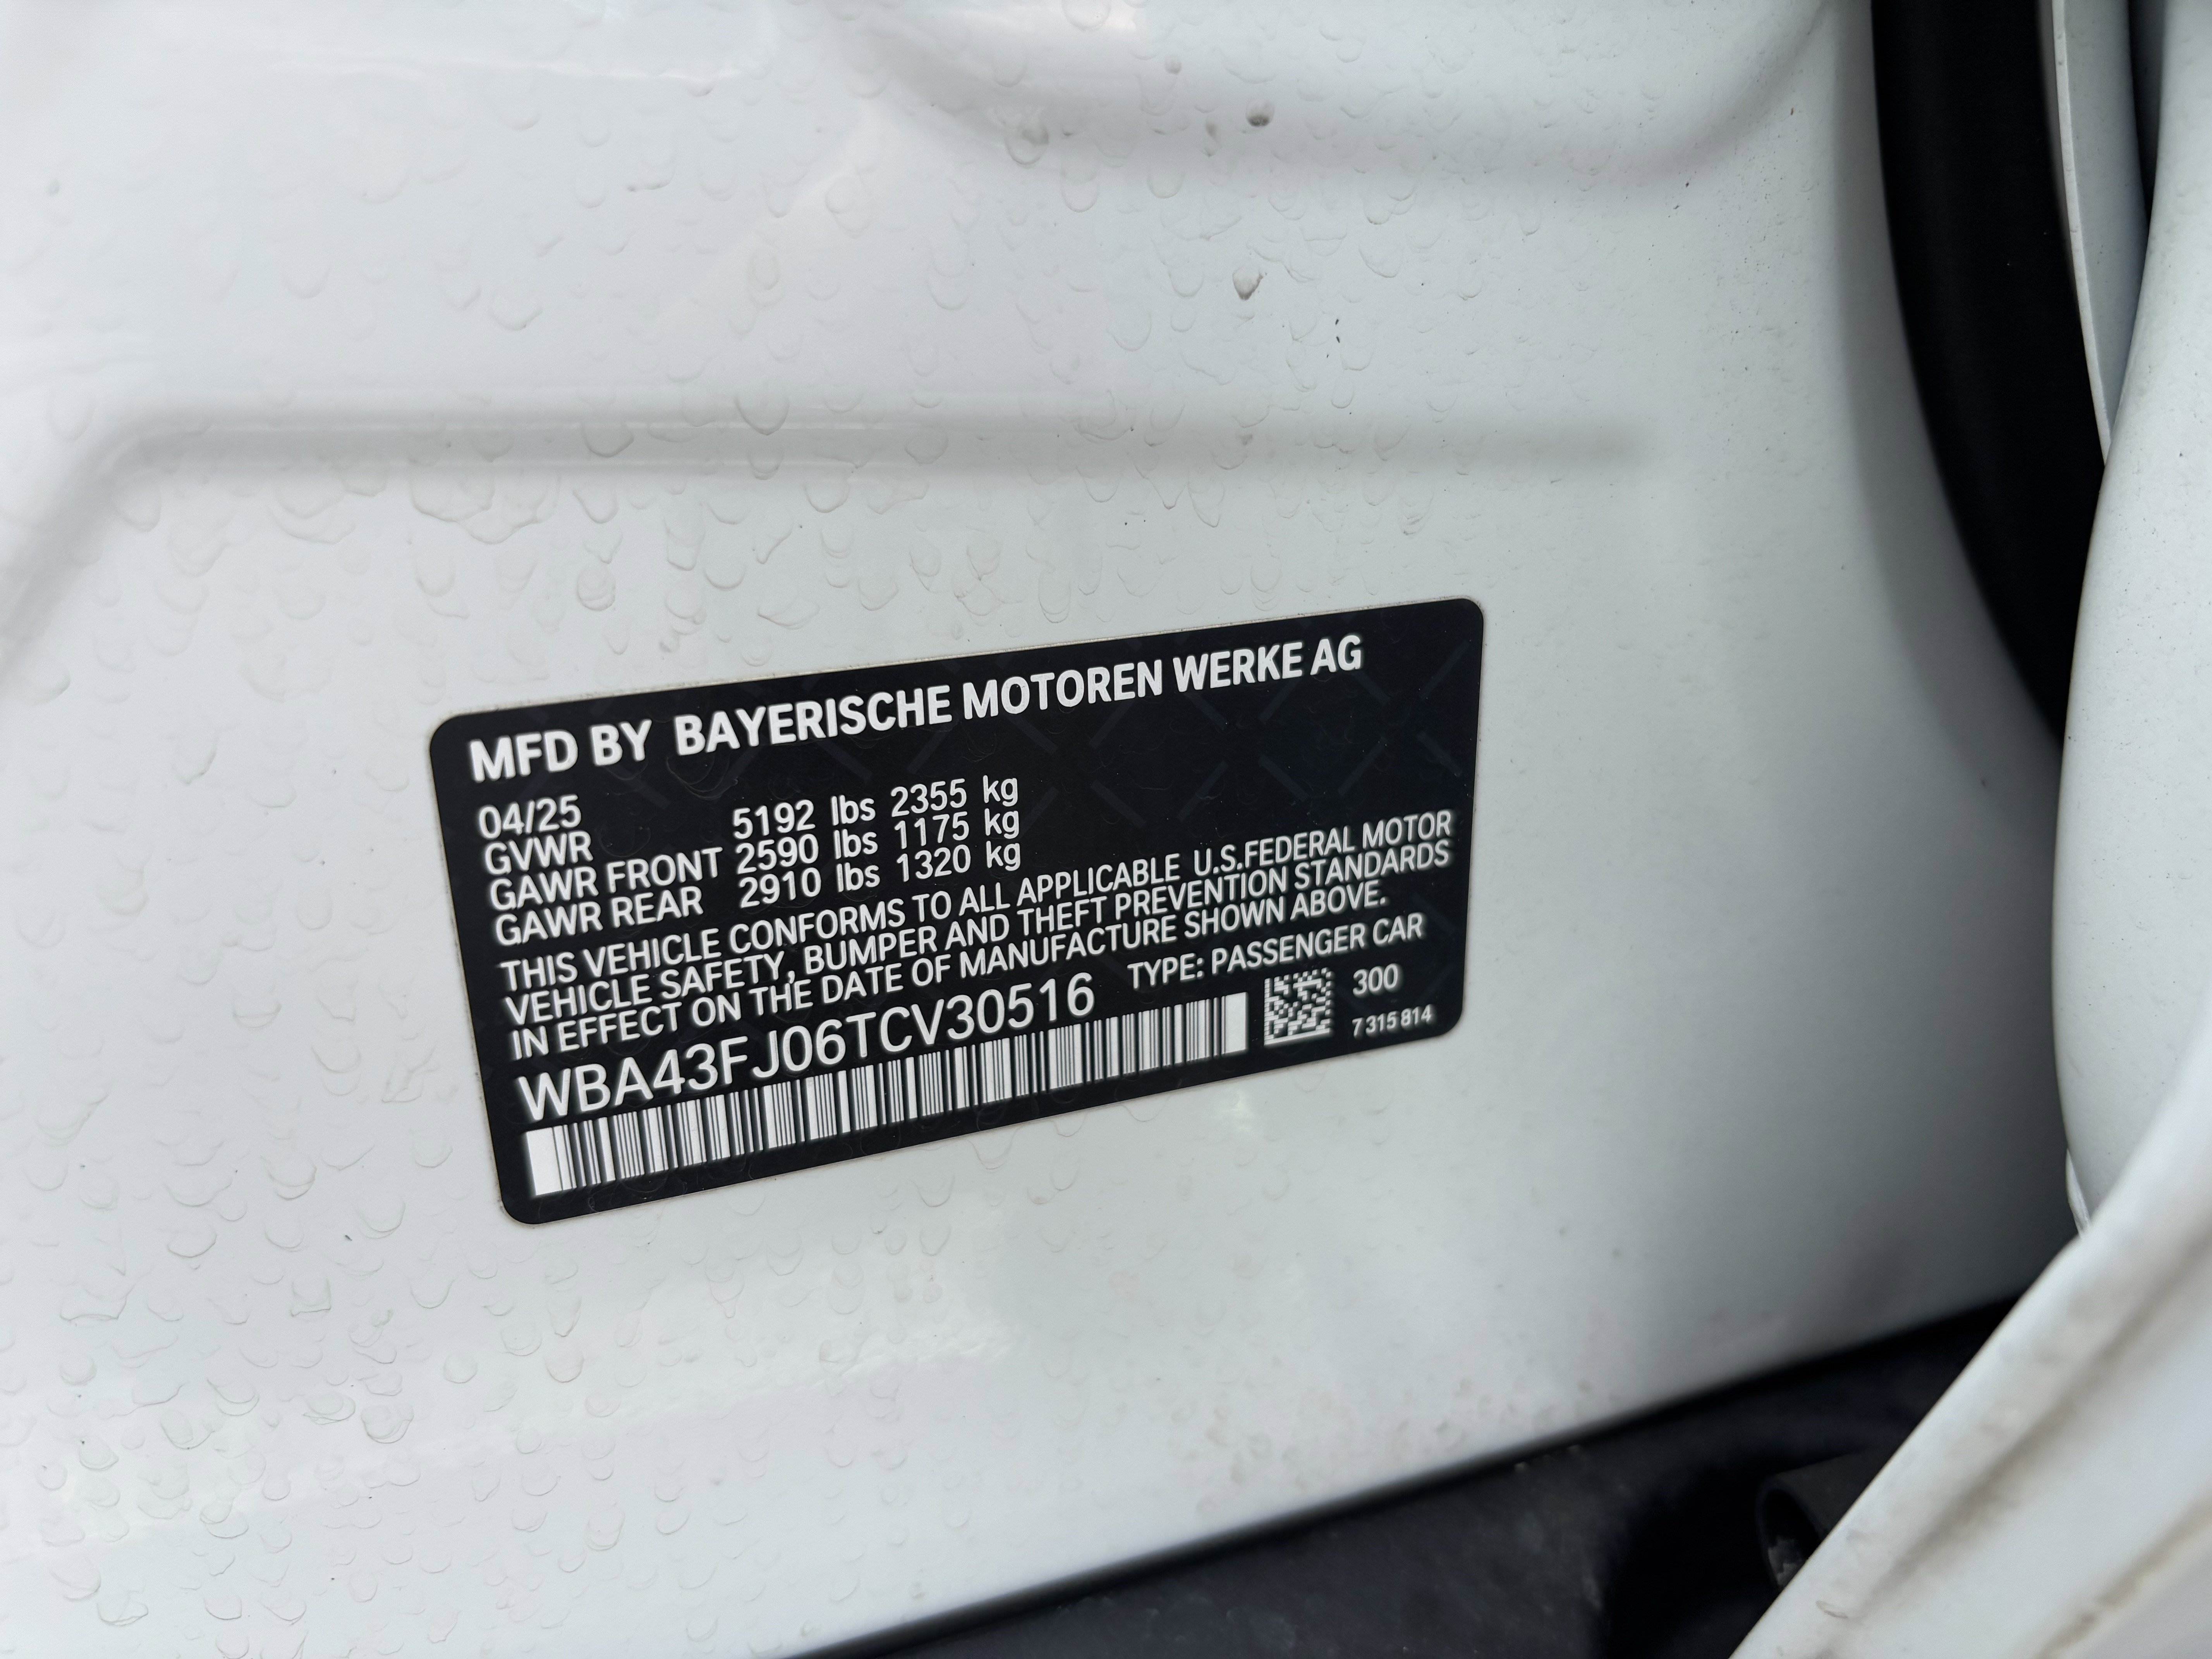 MFD BY BAYERISCHE MOTOREN WERKE AG
04/25
GVWR 5192 lbs 2355 kg
GAWR FRONT 2590 lbs 1175 kg
GAWR REAR 2910 lbs 1320 kg
THIS VEHICLE CONFORMS TO ALL APPLICABLE U.S.FEDERAL MOTOR
VEHICLE SAFETY, BUMPER AND THEFT PREVENTION STANDARDS
IN EFFECT ON THE DATE OF MANUFACTURE SHOWN ABOVE.
TYPE: PASSENGER CAR
WBA43FJ06TCV30516
300
7 315 814